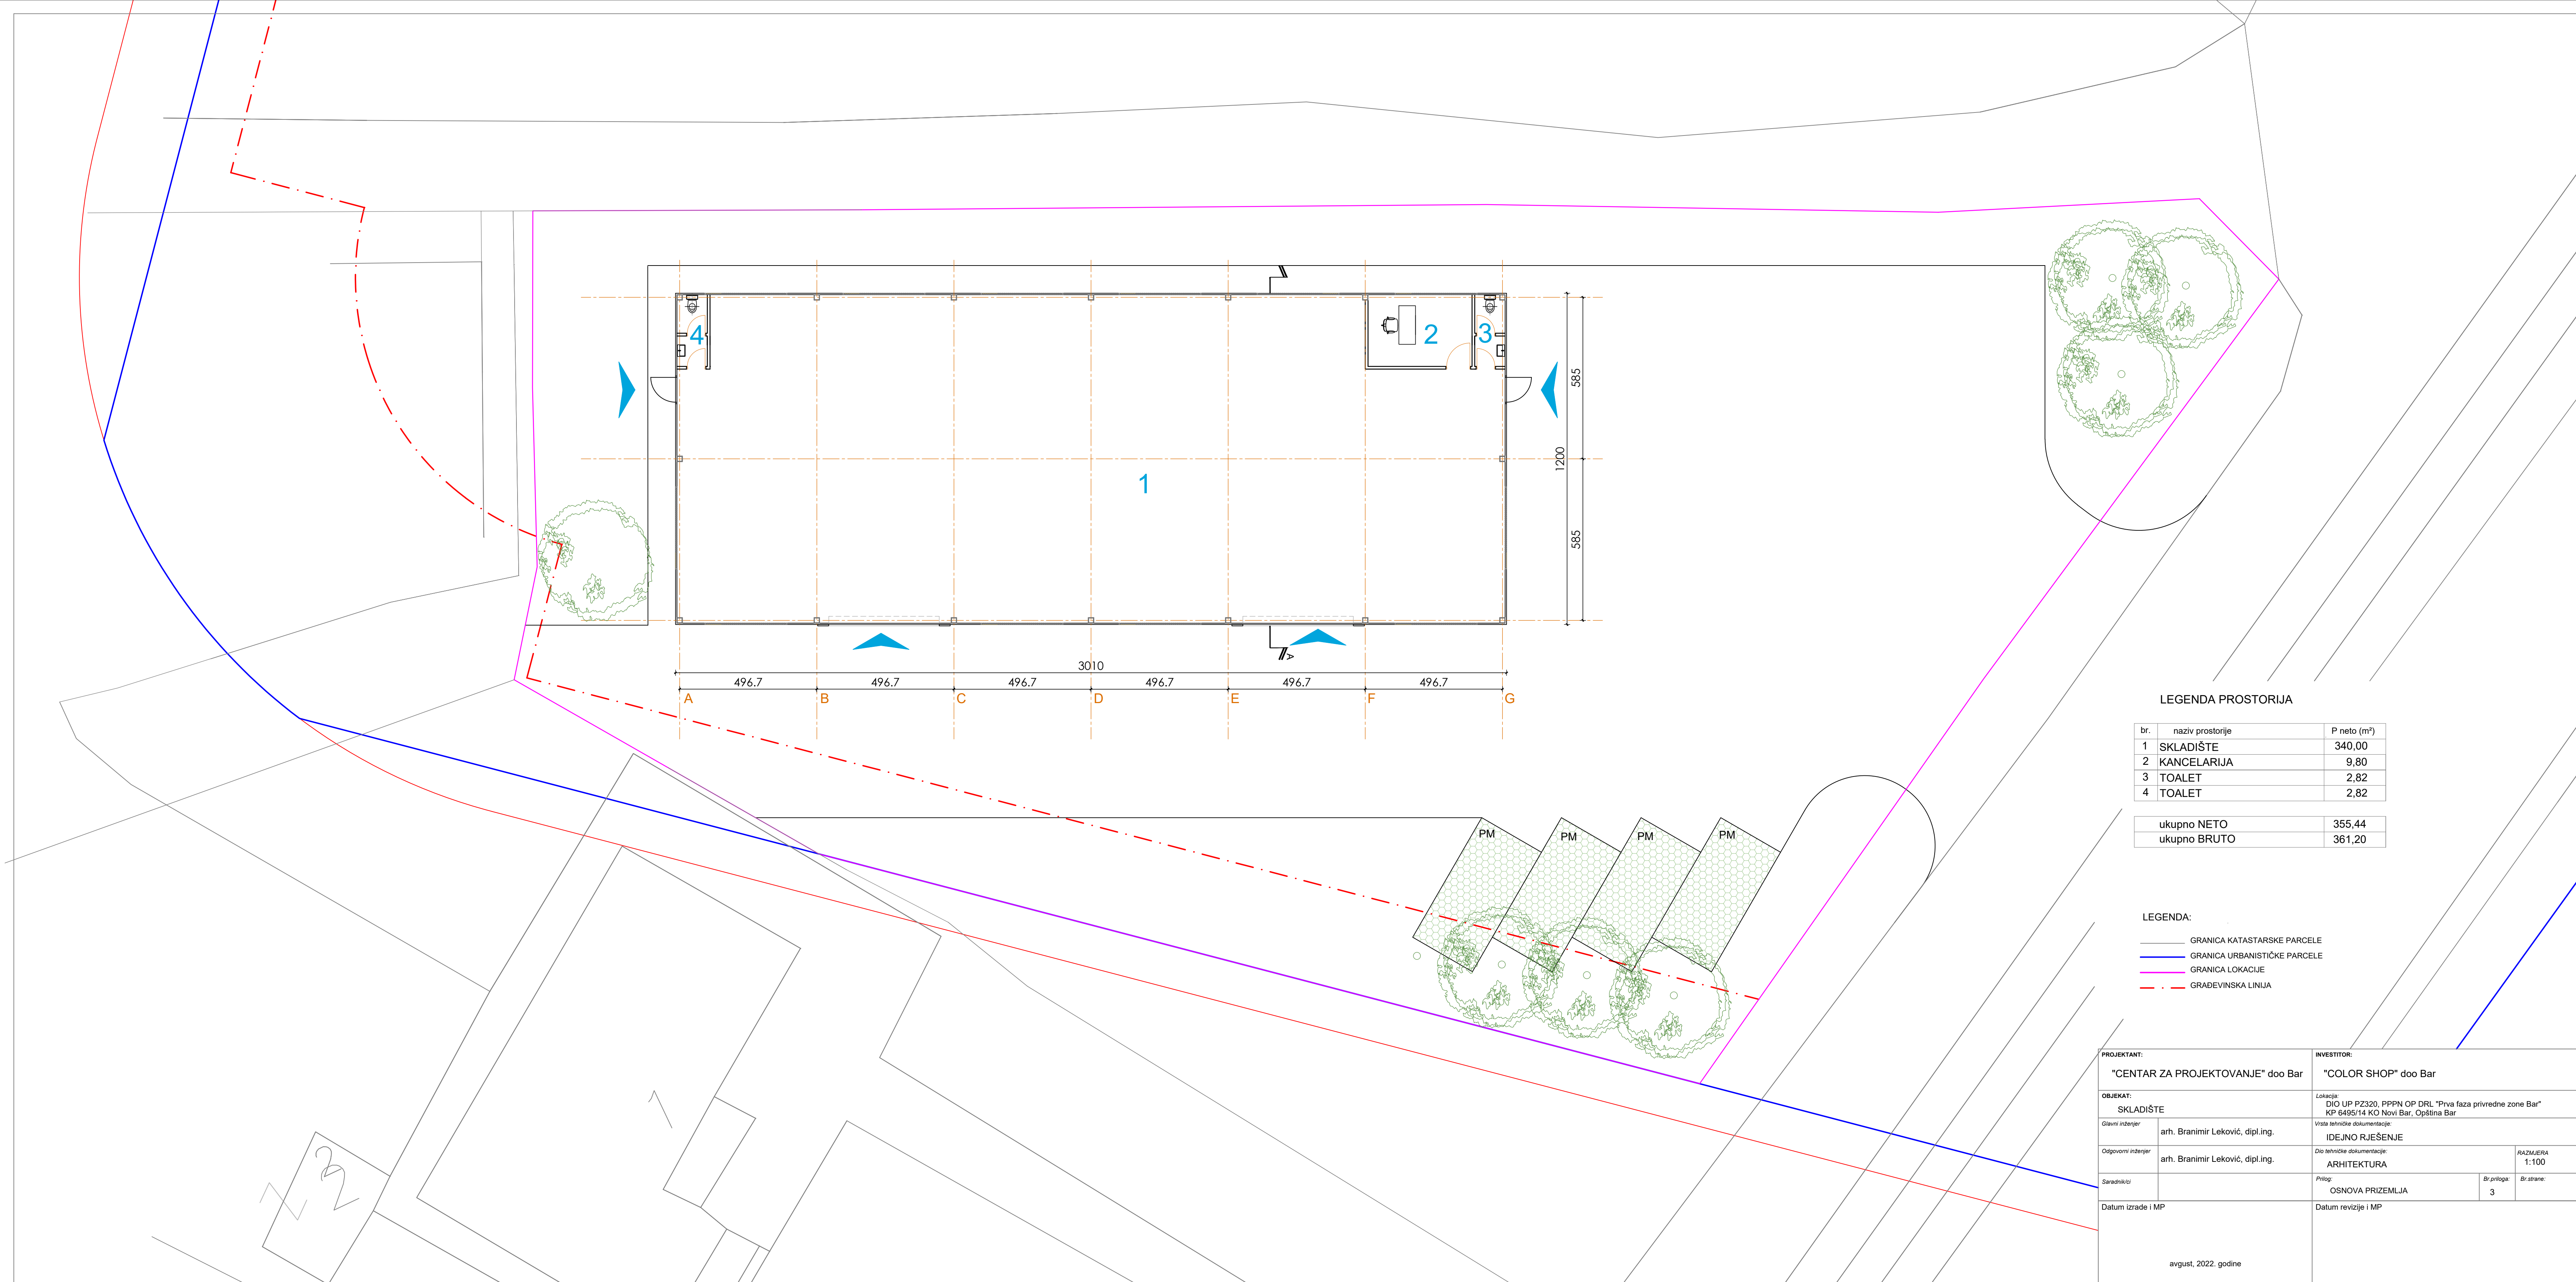 4
2
3
1
585
1200
585
A
3010
496.7
496.7
496.7
496.7
496.7
496.7
A
B
C
D
E
F
G
PM
PM
PM
PM
LEGENDA PROSTORIJA
br. naziv prostorije P neto (m²)
1 SKLADIŠTE 340,00
2 KANCELARIJA 9,80
3 TOALET 2,82
4 TOALET 2,82
ukupno NETO 355,44
ukupno BRUTO 361,20
LEGENDA:
GRANICA KATASTARSKE PARCELE
GRANICA URBANISTIČKE PARCELE
GRANICA LOKACIJE
GRAĐEVINSKA LINIJA
PROJEKTANT:
"CENTAR ZA PROJEKTOVANJE" doo Bar
INVESTITOR:
"COLOR SHOP" doo Bar
OBJEKAT:
SKLADIŠTE
Lokacija:
DIO UP PZ320, PPPN OP DRL "Prva faza privredne zone Bar"
KP 6495/14 KO Novi Bar, Opština Bar
Glavni inženjer
arh. Branimir Leković, dipl.ing.
Vrsta tehničke dokumentacije:
IDEJNO RJEŠENJE
Odgovorni inženjer
arh. Branimir Leković, dipl.ing.
Dio tehničke dokumentacije:
ARHITEKTURA
RAZMJERA
1:100
Saradnik/ci
Prilog:
OSNOVA PRIZEMLJA
Br.priloga:
3
Br.strane:
Datum izrade i MP
Datum revizije i MP
avgust, 2022. godine